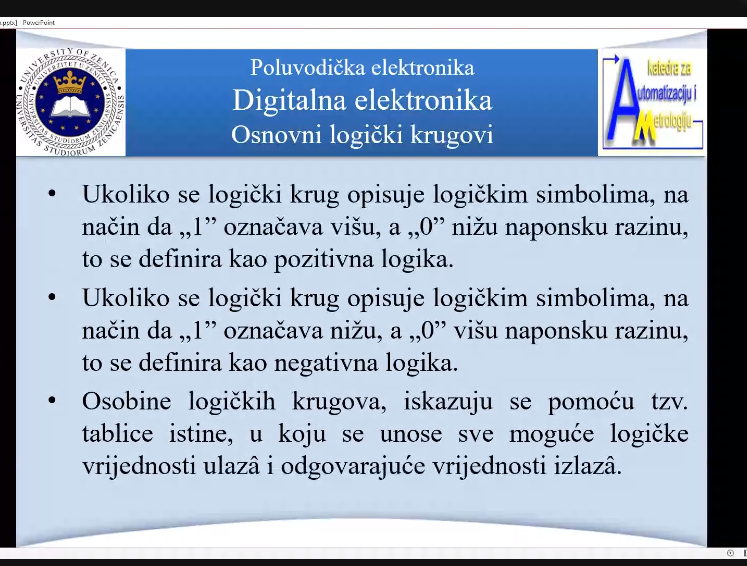 .ppb.] - PowerPoint
UNIVERSITY OF ZENICA
UNIVERZITET U ZENICI
UNIVERSITAS STUDIORUM ZENICAENSIS
Poluvodička elektronika
Digitalna elektronika
Osnovni logički krugovi
katedra za
Automatizaciju i
Metrologiju
• Ukoliko se logički krug opisuje logičkim simbolima, na
način da „1” označava višu, a „0” nižu naponsku razinu,
to se definira kao pozitivna logika.
• Ukoliko se logički krug opisuje logičkim simbolima, na
način da „1” označava nižu, a „0” višu naponsku razinu,
to se definira kao negativna logika.
• Osobine logičkih krugova, iskazuju se pomoću tzv.
tablice istine, u koju se unose sve moguće logičke
vrijednosti ulazâ i odgovarajuće vrijednosti izlazâ.